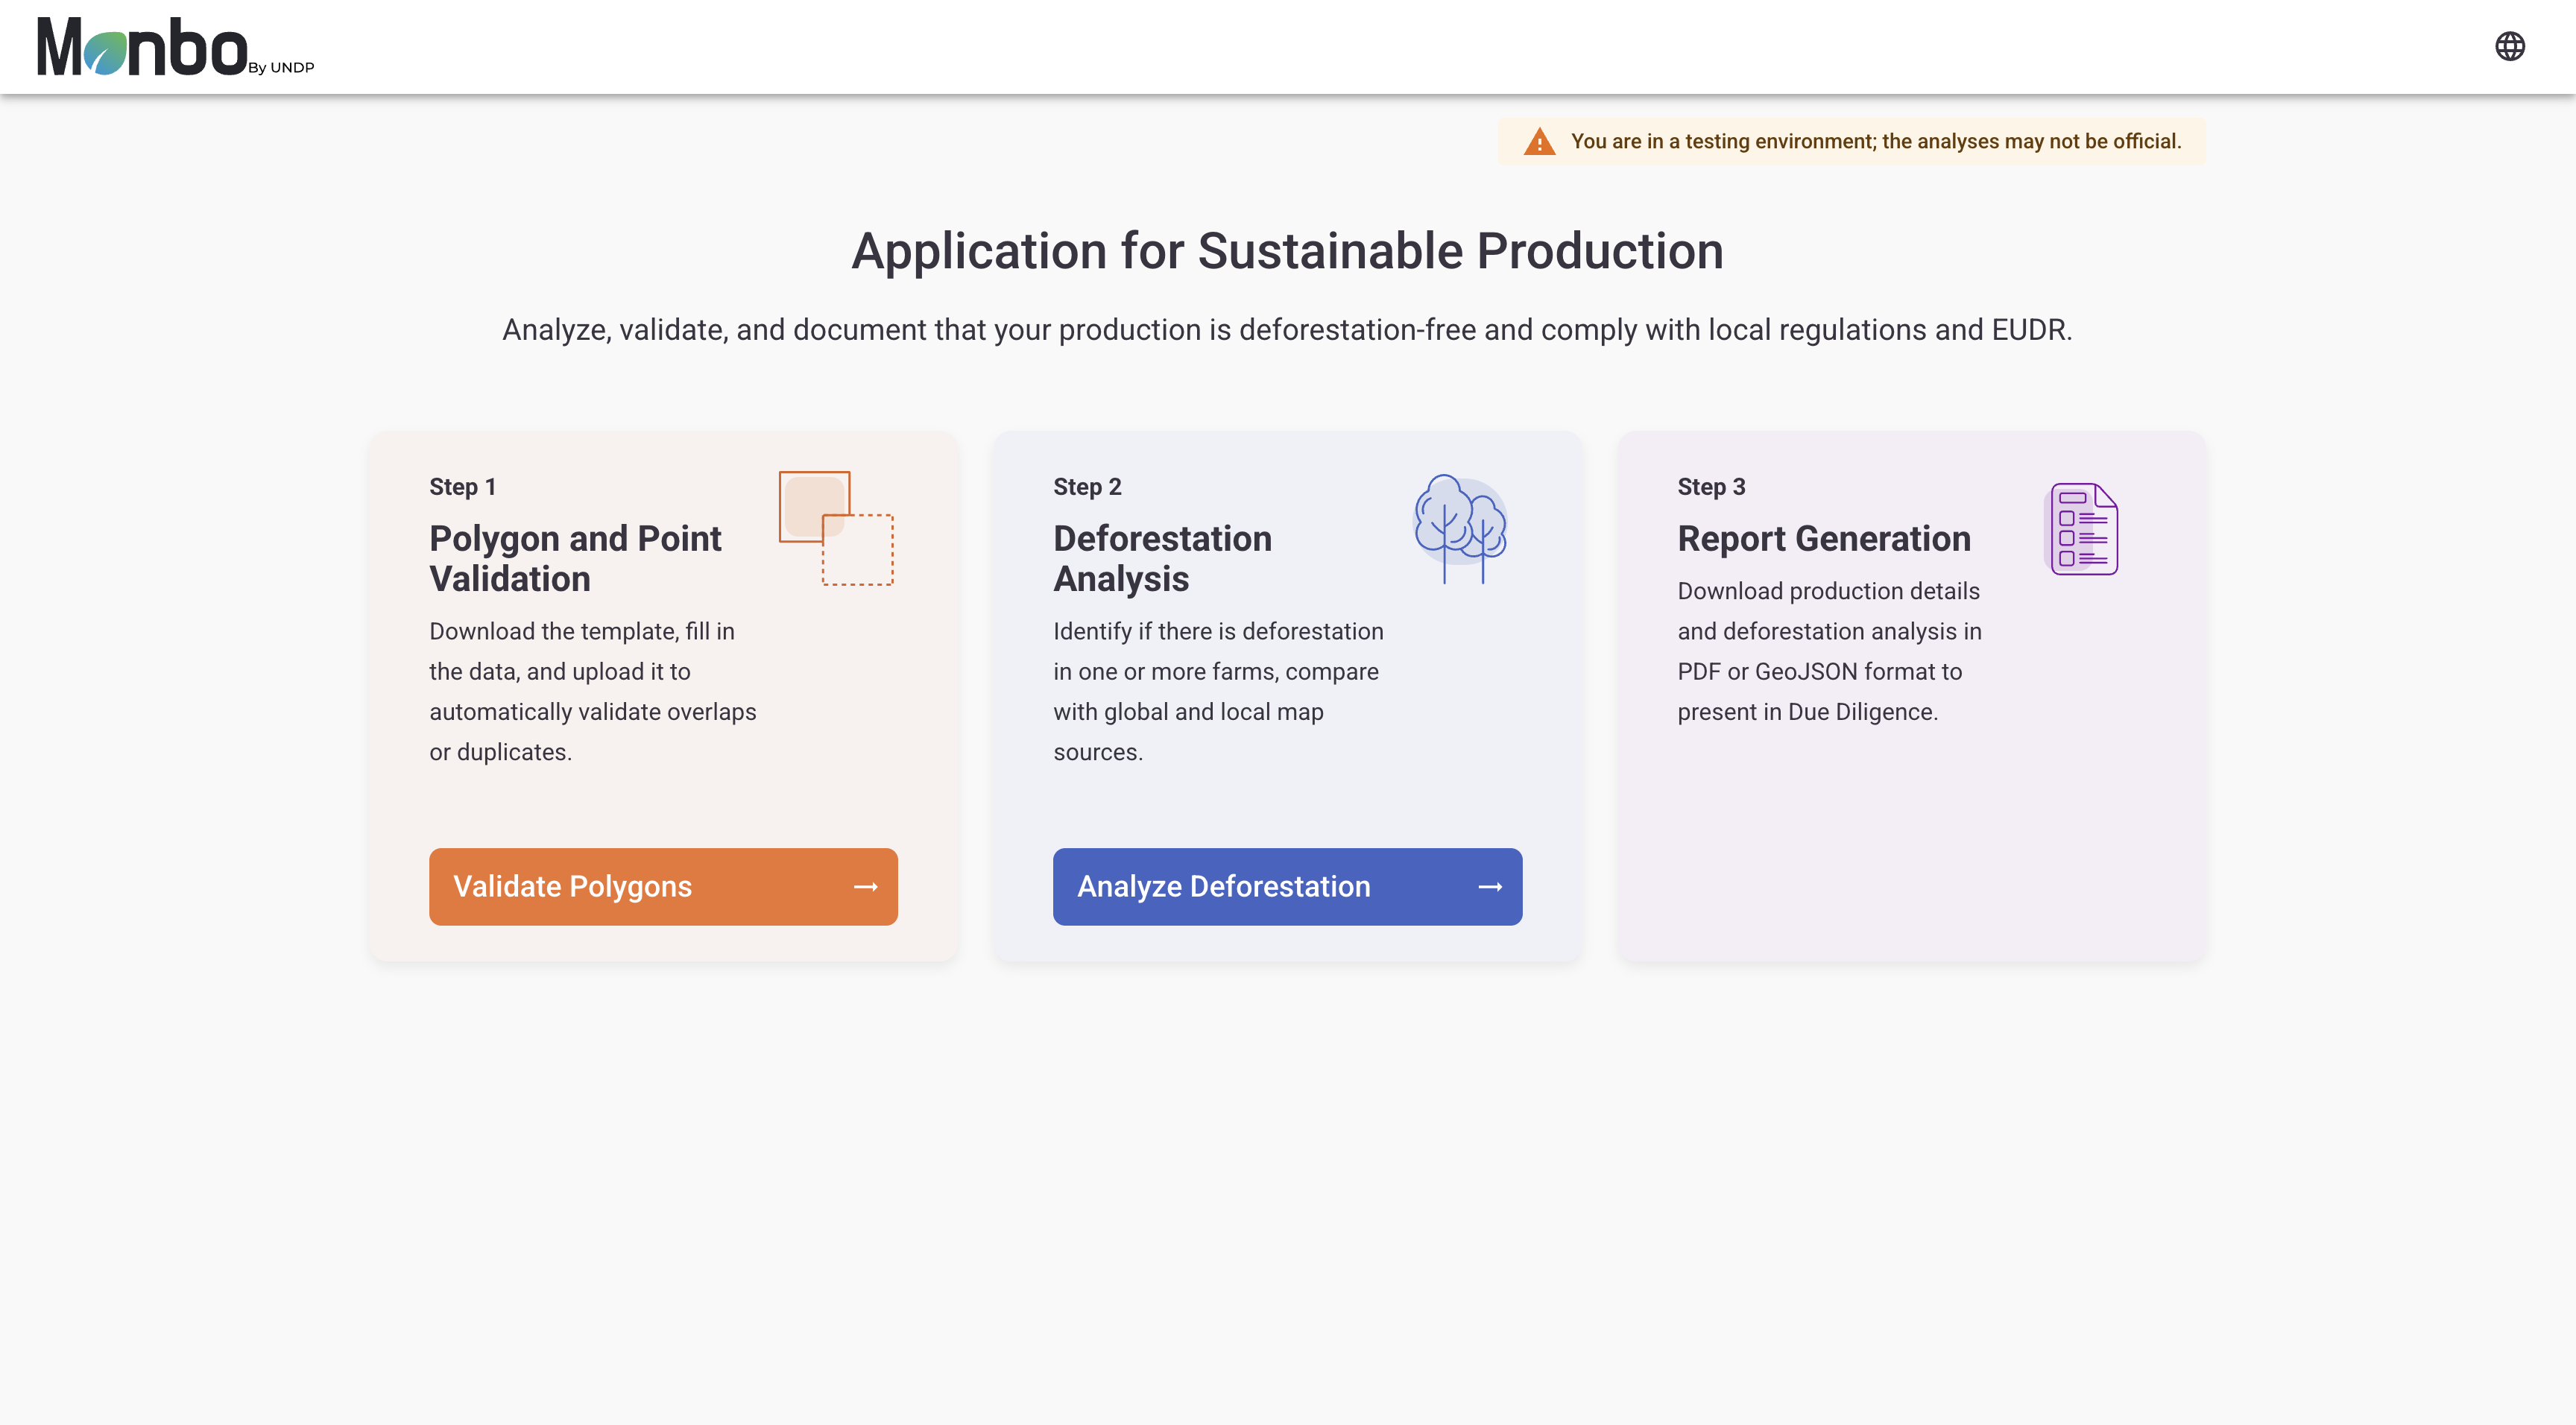 Monbo By UNDP
You are in a testing environment; the analyses may not be official.
Application for Sustainable Production
Analyze, validate, and document that your production is deforestation-free and comply with local regulations and EUDR.
Step 1
Polygon and Point
Validation
Download the template, fill in
the data, and upload it to
automatically validate overlaps
or duplicates.
Validate Polygons
Step 2
Deforestation
Analysis
Identify if there is deforestation
in one or more farms, compare
with global and local map
sources.
Analyze Deforestation
Step 3
Report Generation
Download production details
and deforestation analysis in
PDF or GeoJSON format to
present in Due Diligence.